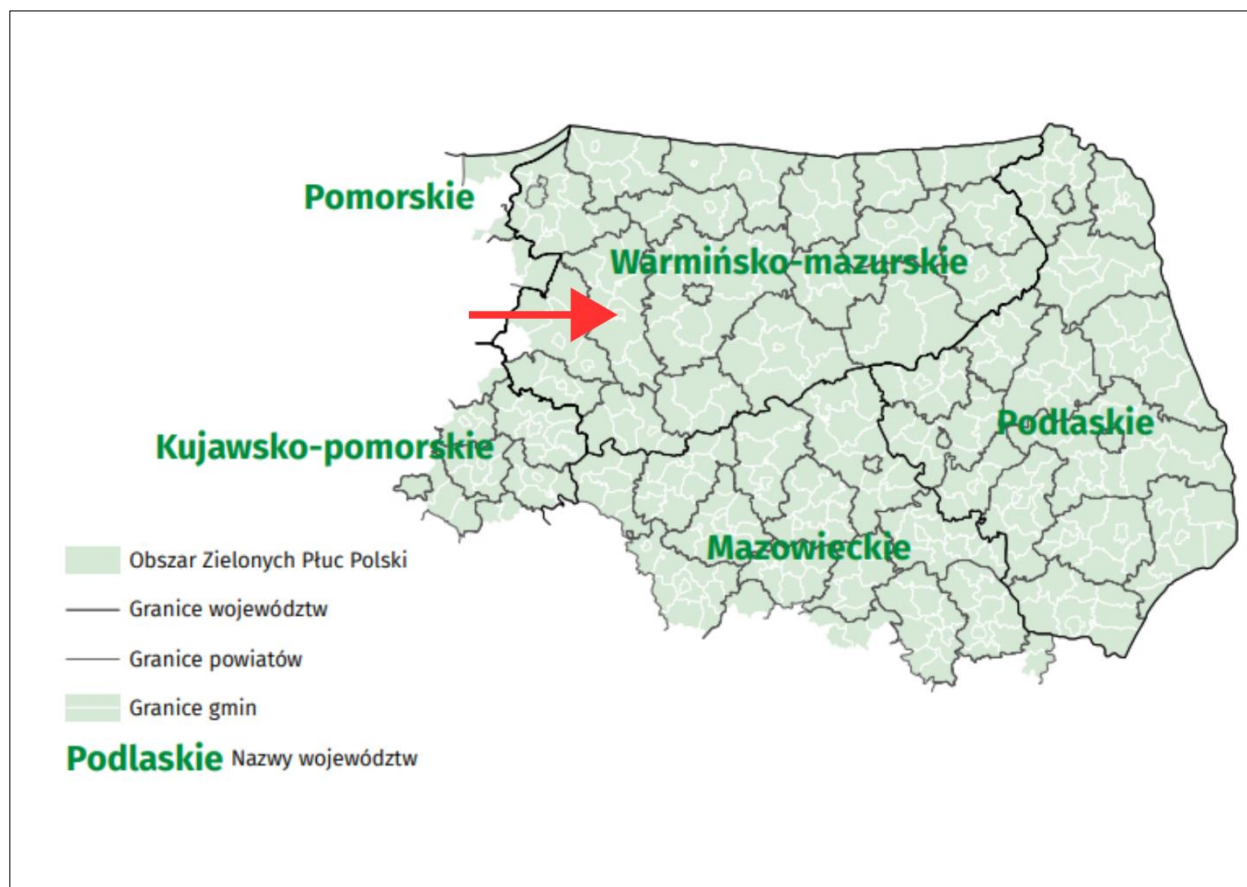 Pomorskie
Warmińsko-mazurskie
Podlaskie
Kujawsko-pomorskie
Mazowieckie
Obszar Zielonych Płuc Polski
Granice województw
Granice powiatów
Granice gmin
Podlaskie Nazwy województw